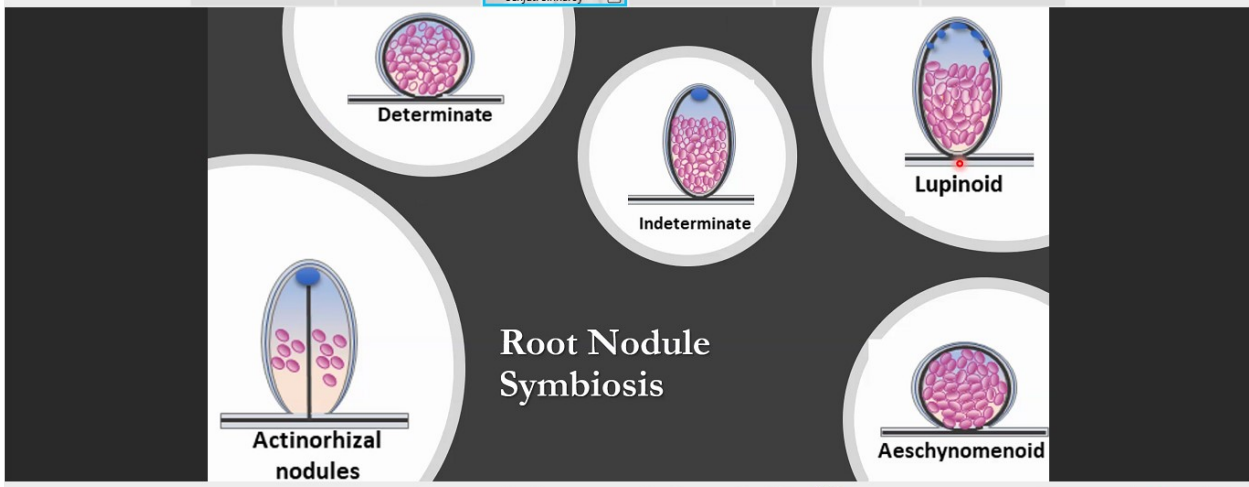 Determinate
Indeterminate
Lupinoid
Root Nodule
Symbiosis
Actinorhizal
nodules
Aeschynomenoid